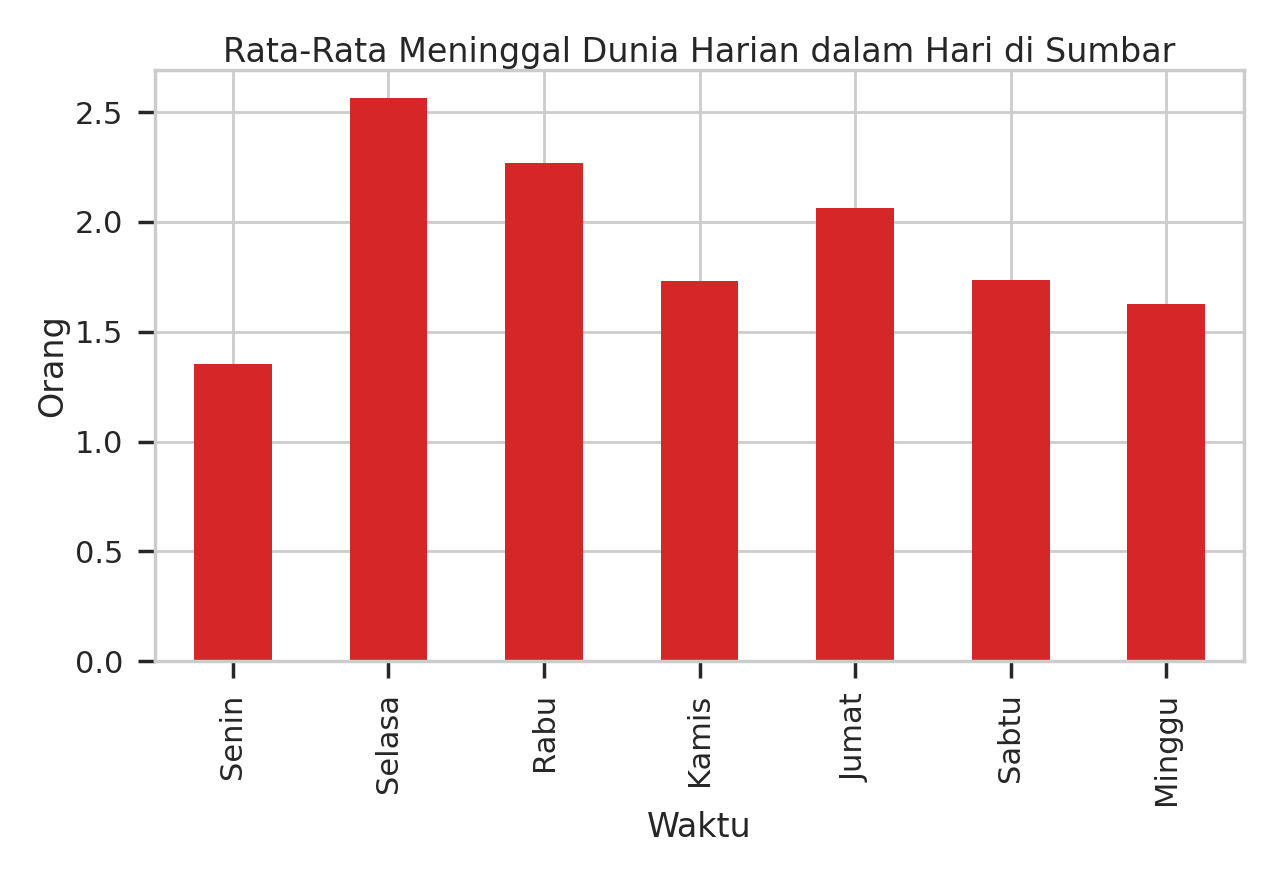 Rata-Rata Meninggal Dunia Harian dalam Hari di Sumbar
Orang
2.5
2.0
1.5
1.0
0.5
0.0
Senin
Selasa
Rabu
Kamis
Jumat
Sabtu
Minggu
Waktu